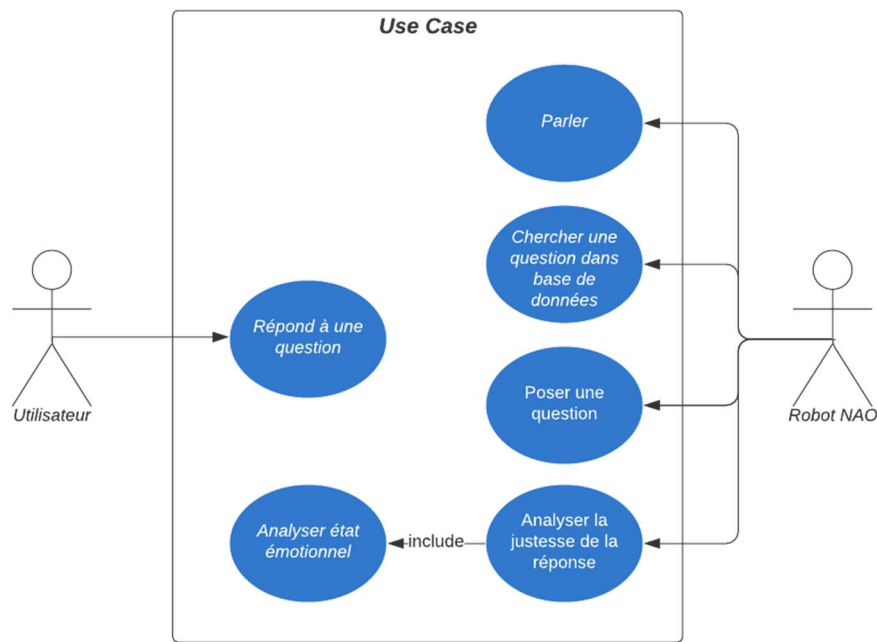 Use Case
Parler
Chercher une
question dans
base de
données
Répond à une
question
Utilisateur
Robot NAO
Poser une
question
Analyser état
émotionnel
include
Analyser la
justesse de la
réponse